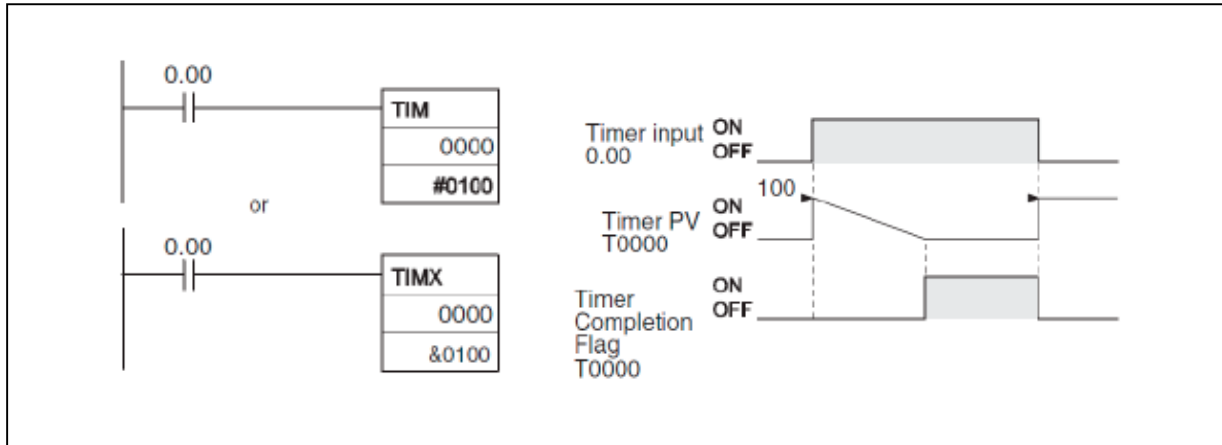 0.00
TIM
0000
#0100
or
0.00
TIMX
0000
&0100
Timer input ON
0.00 OFF
100
Timer PV ON
T0000 OFF
Timer ON
Completion OFF
Flag
T0000